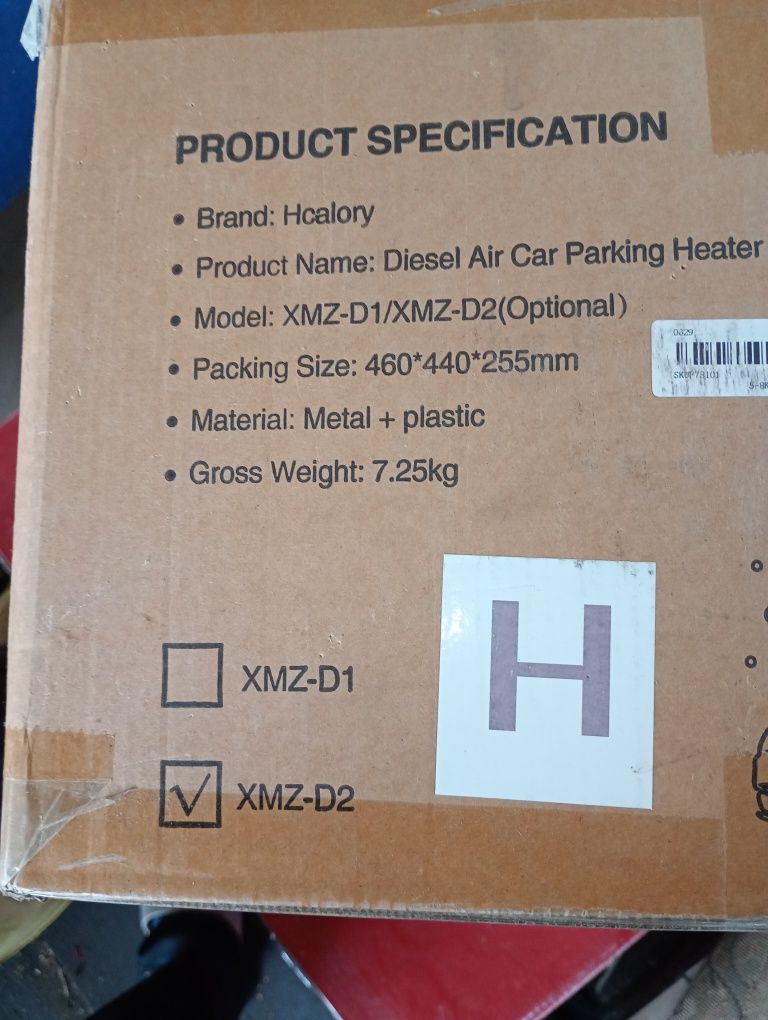 PRODUCT SPECIFICATION
• Brand: Hcalory
• Product Name: Diesel Air Car Parking Heater
• Model: XMZ-D1/XMZ-D2(Optional)
• Packing Size: 460*440*255mm
• Material: Metal + plastic
• Gross Weight: 7.25kg
0829
XMZ-D1
H
XMZ-D2